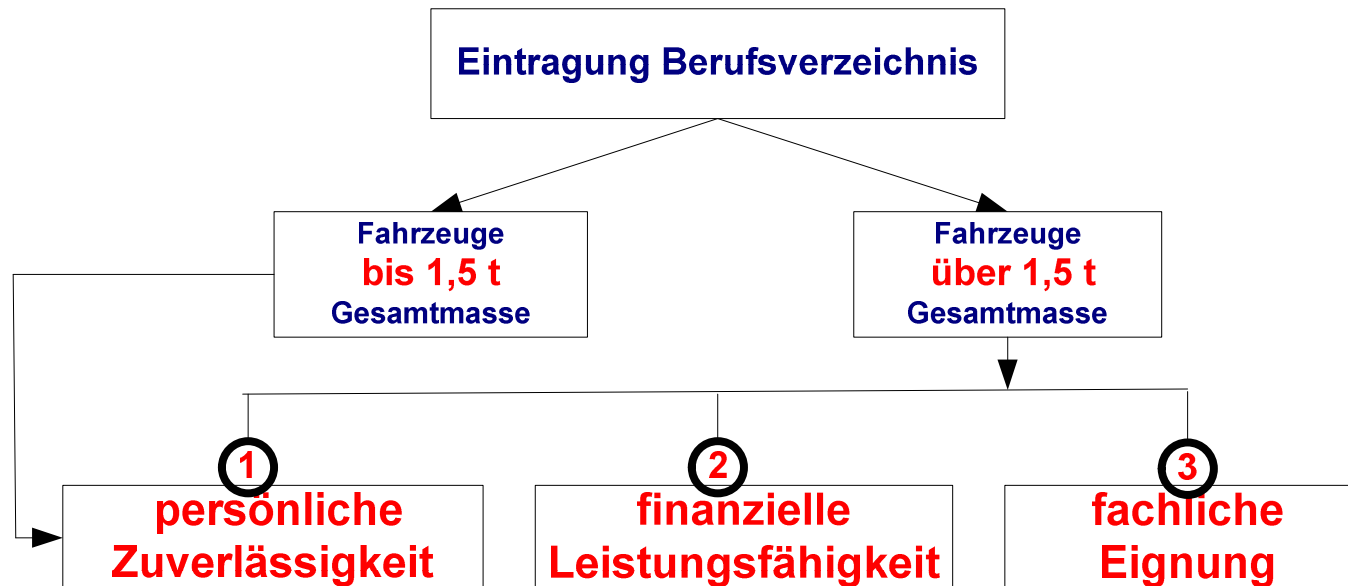 Eintragung Berufsverzeichnis
Fahrzeuge
bis 1,5 t
Gesamtmasse
Fahrzeuge
über 1,5 t
Gesamtmasse
1
2
3
persönliche
Zuverlässigkeit
finanzielle
Leistungsfähigkeit
fachliche
Eignung